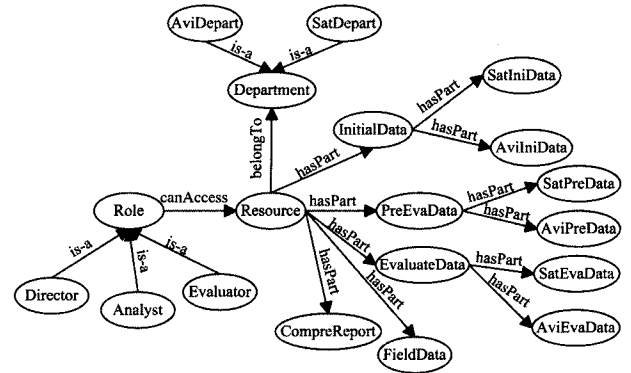 AviDepart
SatDepart
is-a
is-a
Department
SatIniData
hasPart
belongTo
InitialData
hasPart
hasPart
AviIniData
SatPreData
canAccess
hasPart
hasPart
Role
Resource
PreEvaData
hasPart
AviPreData
is-a
is-a
is-a
hasPart
EvaluateData
hasPart
SatEvaData
hasPart
hasPart
hasPart
Director
Analyst
Evaluator
CompreReport
FieldData
AviEvaData